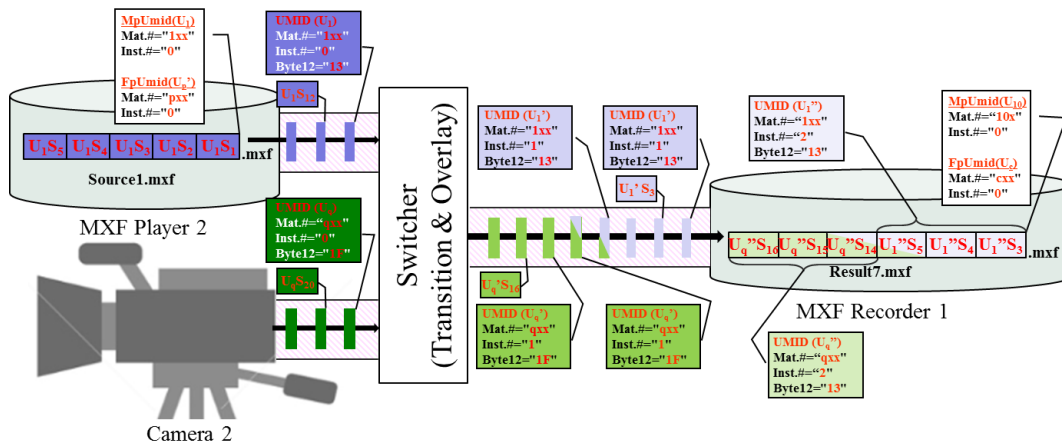 MpUmid(U1)
Mat.#="1xx"
Inst.#="0"
FpUmid(Up’)
Mat.#="pxx"
Inst.#="0"
UMID (U1)
Mat.#="1xx"
Inst.#="0"
Byte12="13"
U1S12
U1S5 U1S4 U1S3 U1S2 U1S1 .mxf
Source1.mxf
MXF Player 2
UMID (Uq)
Mat.#=“qxx"
Inst.#="0"
Byte12="1F"
UqS20
Camera 2
Switcher
(Transition & Overlay)
UMID (U1’)
Mat.#="1xx"
Inst.#="1"
Byte12="13"
UMID (U1’)
Mat.#="1xx"
Inst.#="1"
Byte12="13"
U1’ S3
Uq’S16
UMID (Uq’)
Mat.#="qxx"
Inst.#="1"
Byte12="1F"
UMID (Uq’)
Mat.#="qxx"
Inst.#="1"
Byte12="1F"
UMID (U1”)
Mat.#=“1xx"
Inst.#=“2"
Byte12="13"
MpUmid(U10)
Mat.#="10x"
Inst.#="0"
FpUmid(Uc)
Mat.#="cxx"
Inst.#="0"
Uq”S16 Uq”S15 Uq”S14 U1”S5 U1”S4 U1”S3 .mxf
Result7.mxf
MXF Recorder 1
UMID (Uq”)
Mat.#=“qxx"
Inst.#=“2"
Byte12="13"